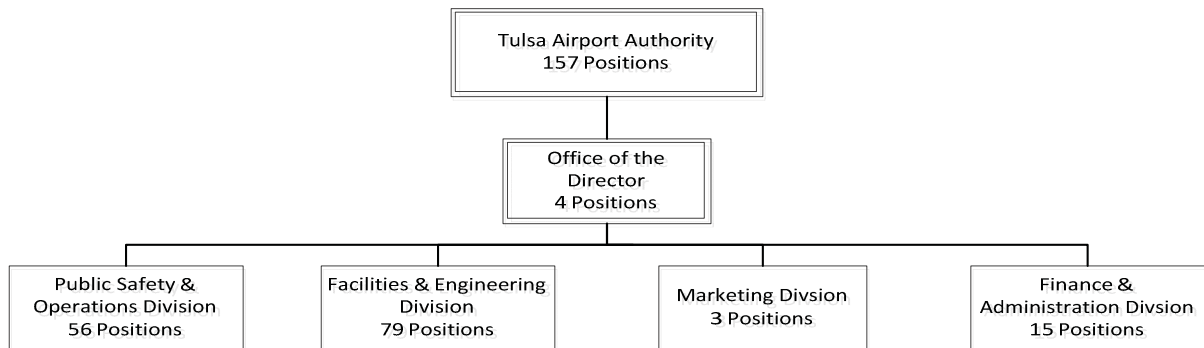 Tulsa Airport Authority
157 Positions
Office of the
Director
4 Positions
Public Safety &
Operations Division
56 Positions
Facilities & Engineering
Division
79 Positions
Marketing Divsion
3 Positions
Finance &
Administration Divsion
15 Positions